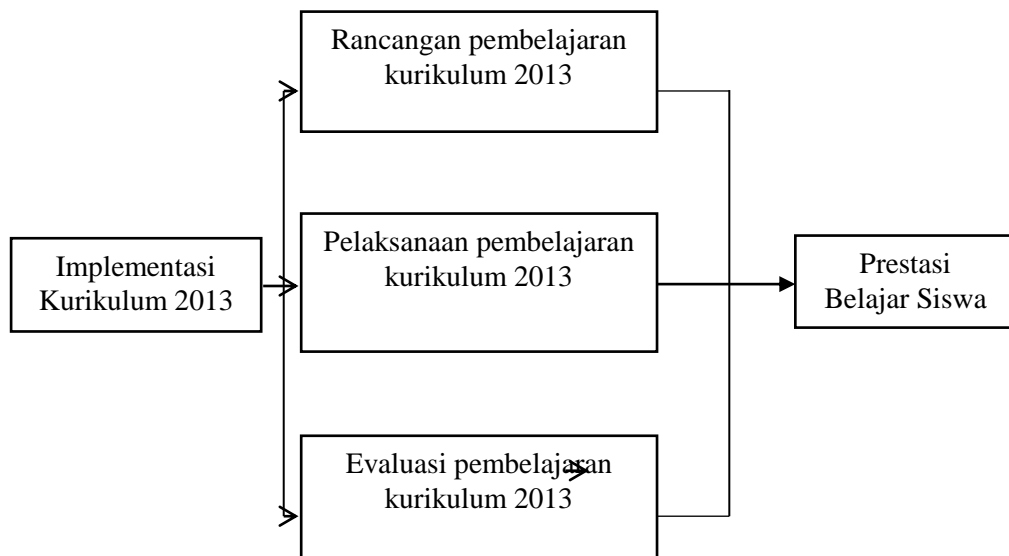 Rancangan pembelajaran
kurikulum 2013
Implementasi
Kurikulum 2013
Pelaksanaan pembelajaran
kurikulum 2013
Prestasi
Belajar Siswa
Evaluasi pembelajaran
kurikulum 2013